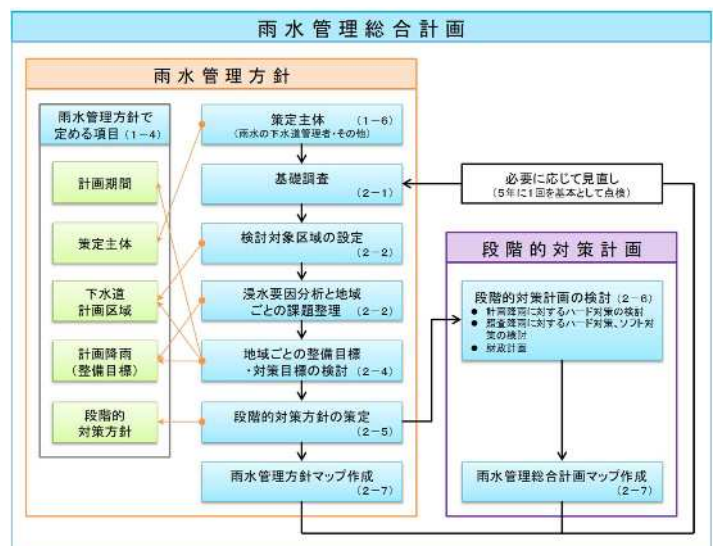 雨水管理総合計画
雨水管理方針
雨水管理方針で
定める項目(1-4)
計画期間
策定主体
下水道
計画区域
計画降雨
(整備目標)
段階的
対策方針
策定主体 (1-6)
(雨水の下水道管理者・その他)
基礎調査
(2-1)
検討対象区域の設定
(2-2)
浸水要因分析と地域
ごとの課題整理
(2-2)
地域ごとの整備目標
・対策目標の検討
(2-4)
段階的対策方針の策定
(2-5)
雨水管理方針マップ作成
(2-7)
必要に応じて見直し
(5年に1回を基本として点検)
段階的対策計画
段階的対策計画の検討(2-6)
● 計画降雨に対するハード対策の検討
● 照査降雨に対するハード対策、ソフト対
策の検討
● 財政計画
雨水管理総合計画マップ作成
(2-7)